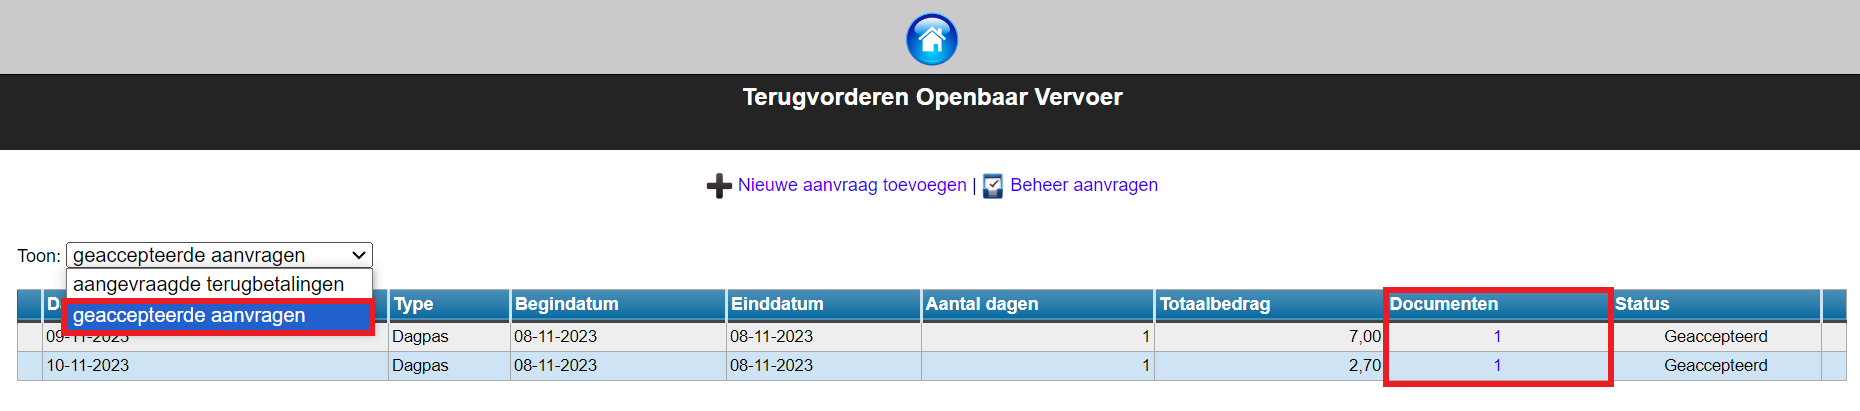 Terugvorderen Openbaar Vervoer
Nieuwe aanvraag toevoegen | Beheer aanvragen
Toon: geaccepteerde aanvragen
aangevraagde terugbetalingen
geaccepteerde aanvragen
Type Begindatum Einddatum Aantal dagen Totaalbedrag Documenten Status
09-11-2023 Dagpas 08-11-2023 08-11-2023 1 7,00 1 Geaccepteerd
10-11-2023 Dagpas 08-11-2023 08-11-2023 1 2,70 1 Geaccepteerd